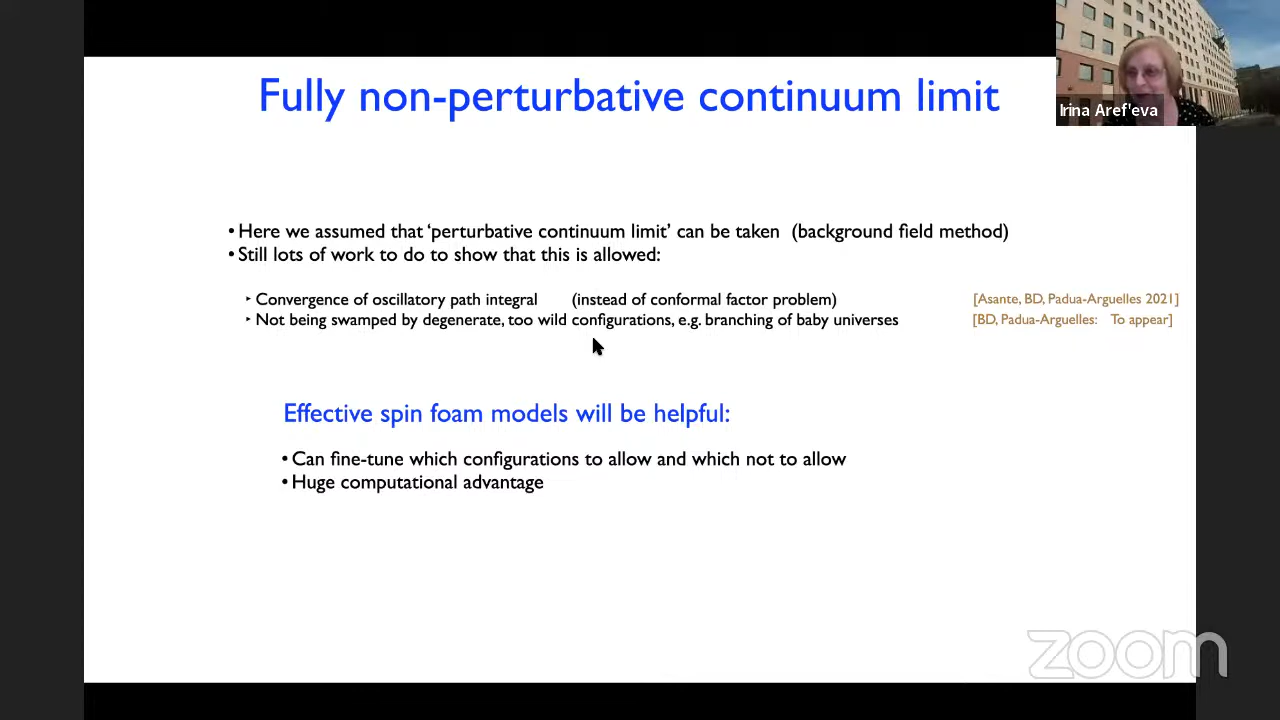 Fully non-perturbative continuum limit
Irina Aref'eva
• Here we assumed that ‘perturbative continuum limit’ can be taken (background field method)
• Still lots of work to do to show that this is allowed:
‣ Convergence of oscillatory path integral (instead of conformal factor problem) [Asante, BD, Padua-Arguelles 2021]
‣ Not being swamped by degenerate, too wild configurations, e.g. branching of baby universes [BD, Padua-Arguelles: To appear]
Effective spin foam models will be helpful:
• Can fine-tune which configurations to allow and which not to allow
• Huge computational advantage
zoom